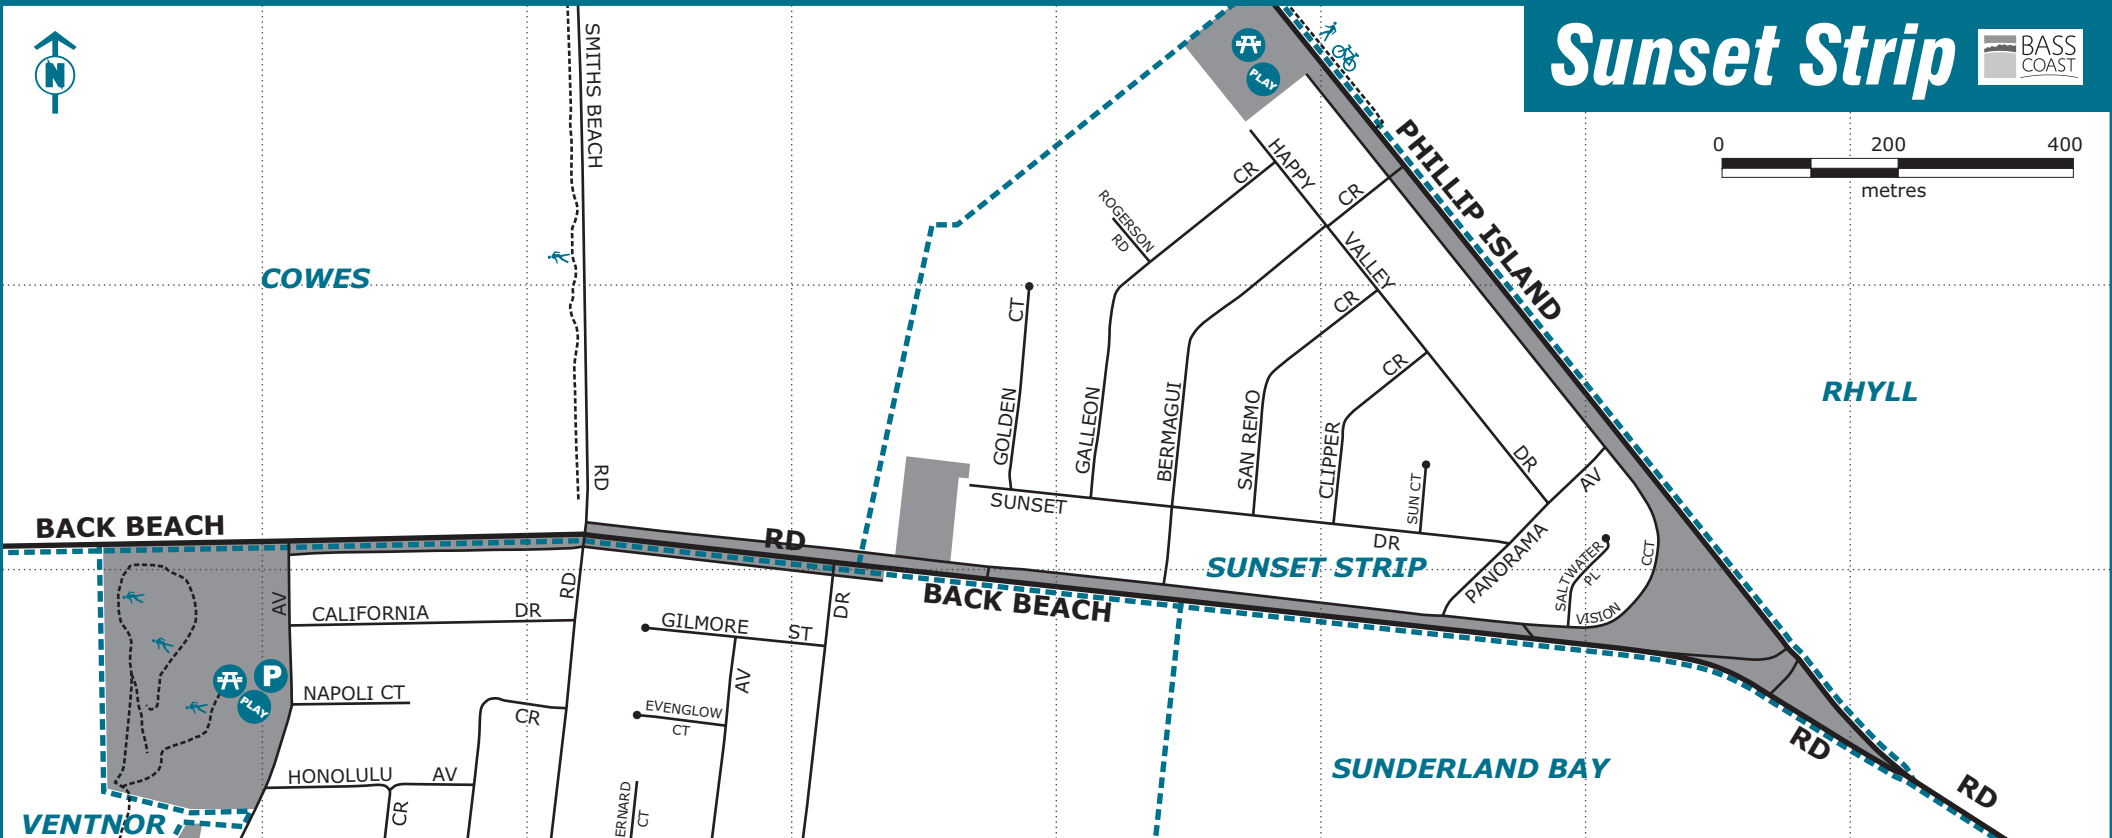 Sunset Strip
BASS
COAST
N
0 200 400
metres
SMITHS BEACH
RD
PLAY
PHILLIP ISLAND
RD
HAPPY
VALLEY
DR
CR
CR
CR
CR
ROGERSON
RD
COWES
RHYLL
CT
GOLDEN
GALLEON
BERMAGUI
SAN REMO
CLIPPER
SUN CT
SUNSET
DR
AV
PANORAMA
SALTWATER
PL
VISION
CCT
SUNSET STRIP
BACK BEACH
RD
BACK BEACH
RD
AV
CALIFORNIA
DR
RD
GILMORE
ST
DR
AV
P
PLAY
NAPOLI CT
CR
EVENGLOW
CT
HONOLULU
AV
CR
ERNARD
CT
SUNDERLAND BAY
VENTNOR